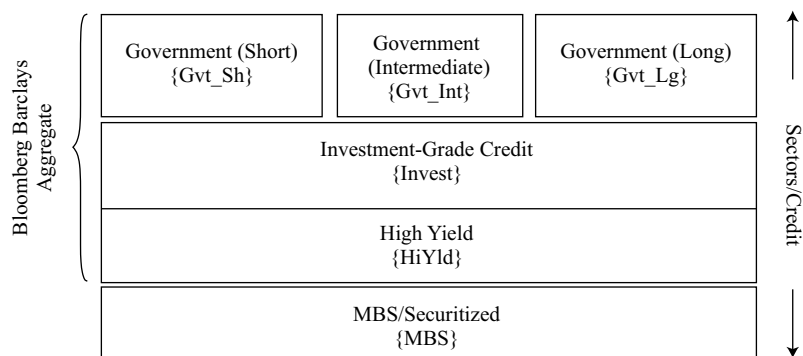 Bloomberg Barclays
Aggregate
Government (Short)
{Gvt_Sh}
Government
(Intermediate)
{Gvt_Int}
Government (Long)
{Gvt_Lg}
Investment-Grade Credit
{Invest}
High Yield
{HiYld}
MBS/Securitized
{MBS}
Sectors/Credit